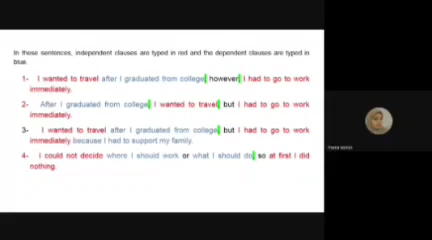 In these sentences, independent clauses are typed in red and the dependent clauses are typed in
blue.
1- I wanted to travel after I graduated from college; however, I had to go to work
immediately.
2- After I graduated from college, I wanted to travel, but I had to go to work
immediately.
3- I wanted to travel after I graduated from college, but I had to go to work
immediately because I had to support my family.
4- I could not decide where I should work or what I should do, so at first I did
nothing.